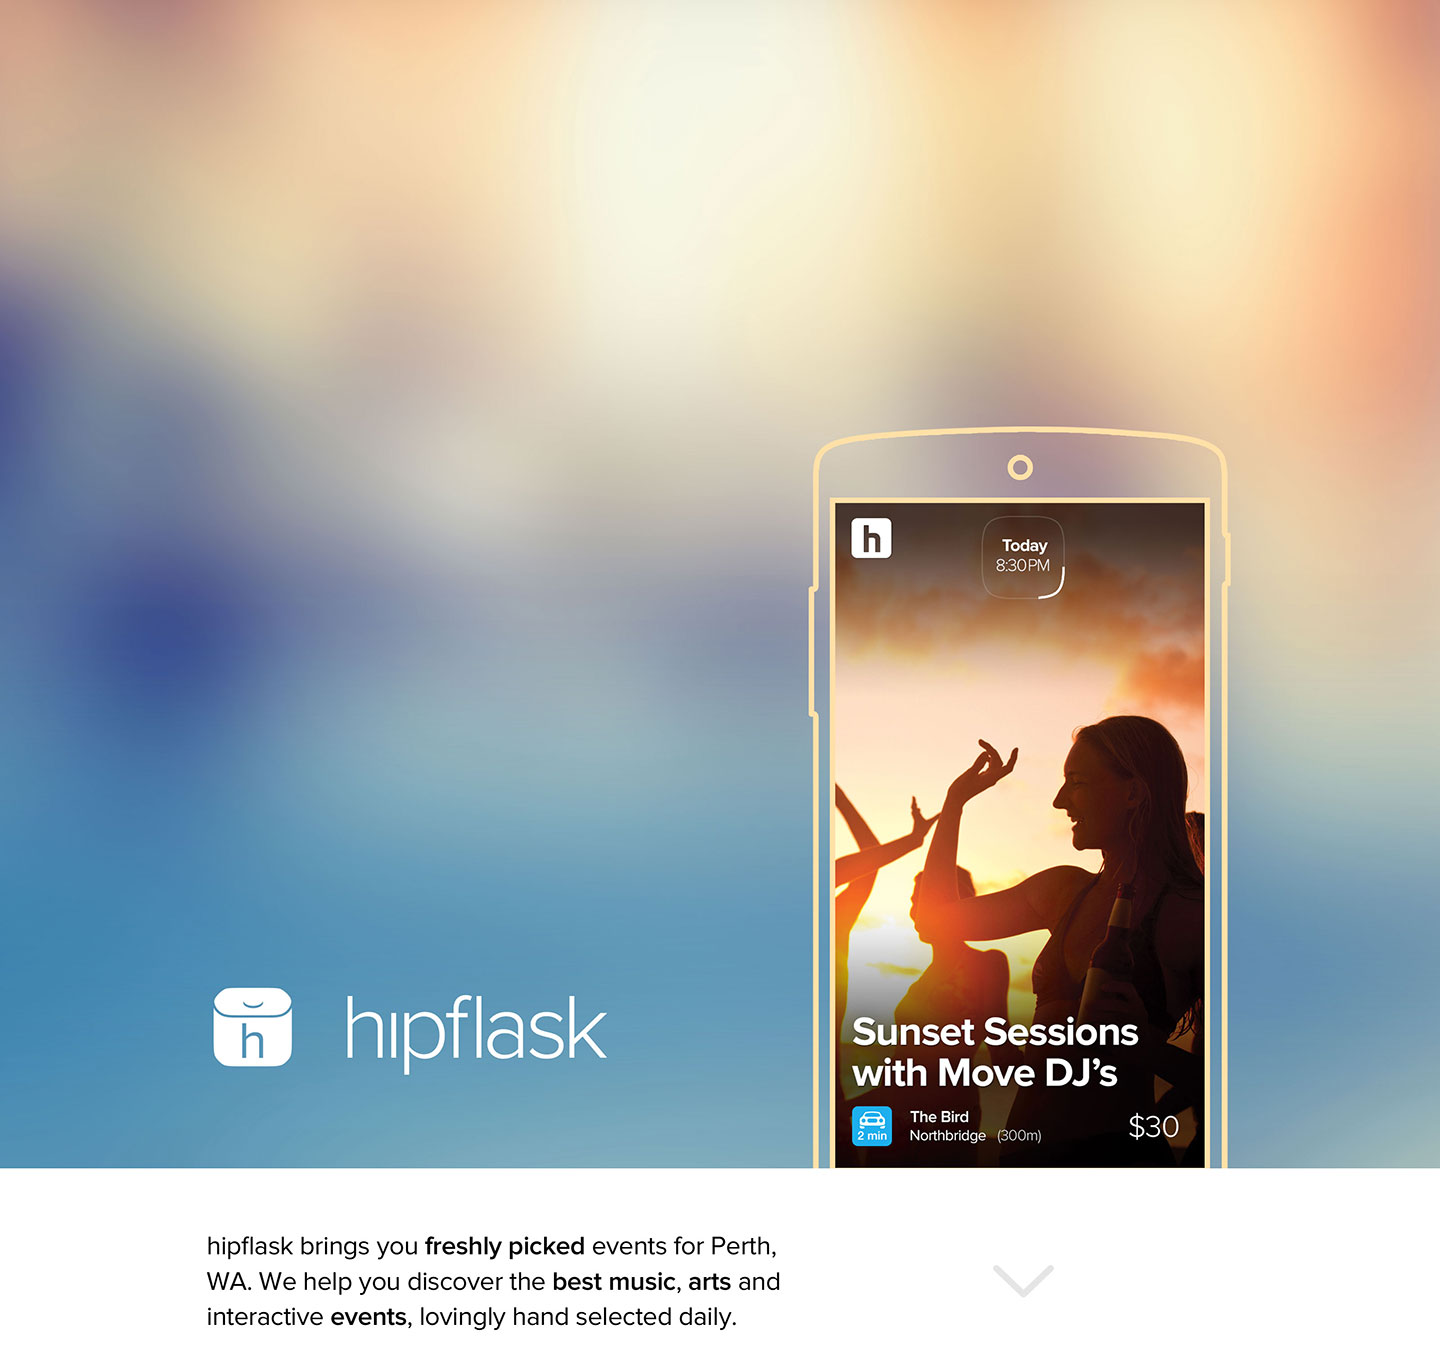 h
Today
8:30PM
Sunset Sessions
with Move DJ’s
2 min
The Bird
Northbridge (300m)
$30
h
hipflask
hipflask brings you freshly picked events for Perth,
WA. We help you discover the best music, arts and
interactive events, lovingly hand selected daily.